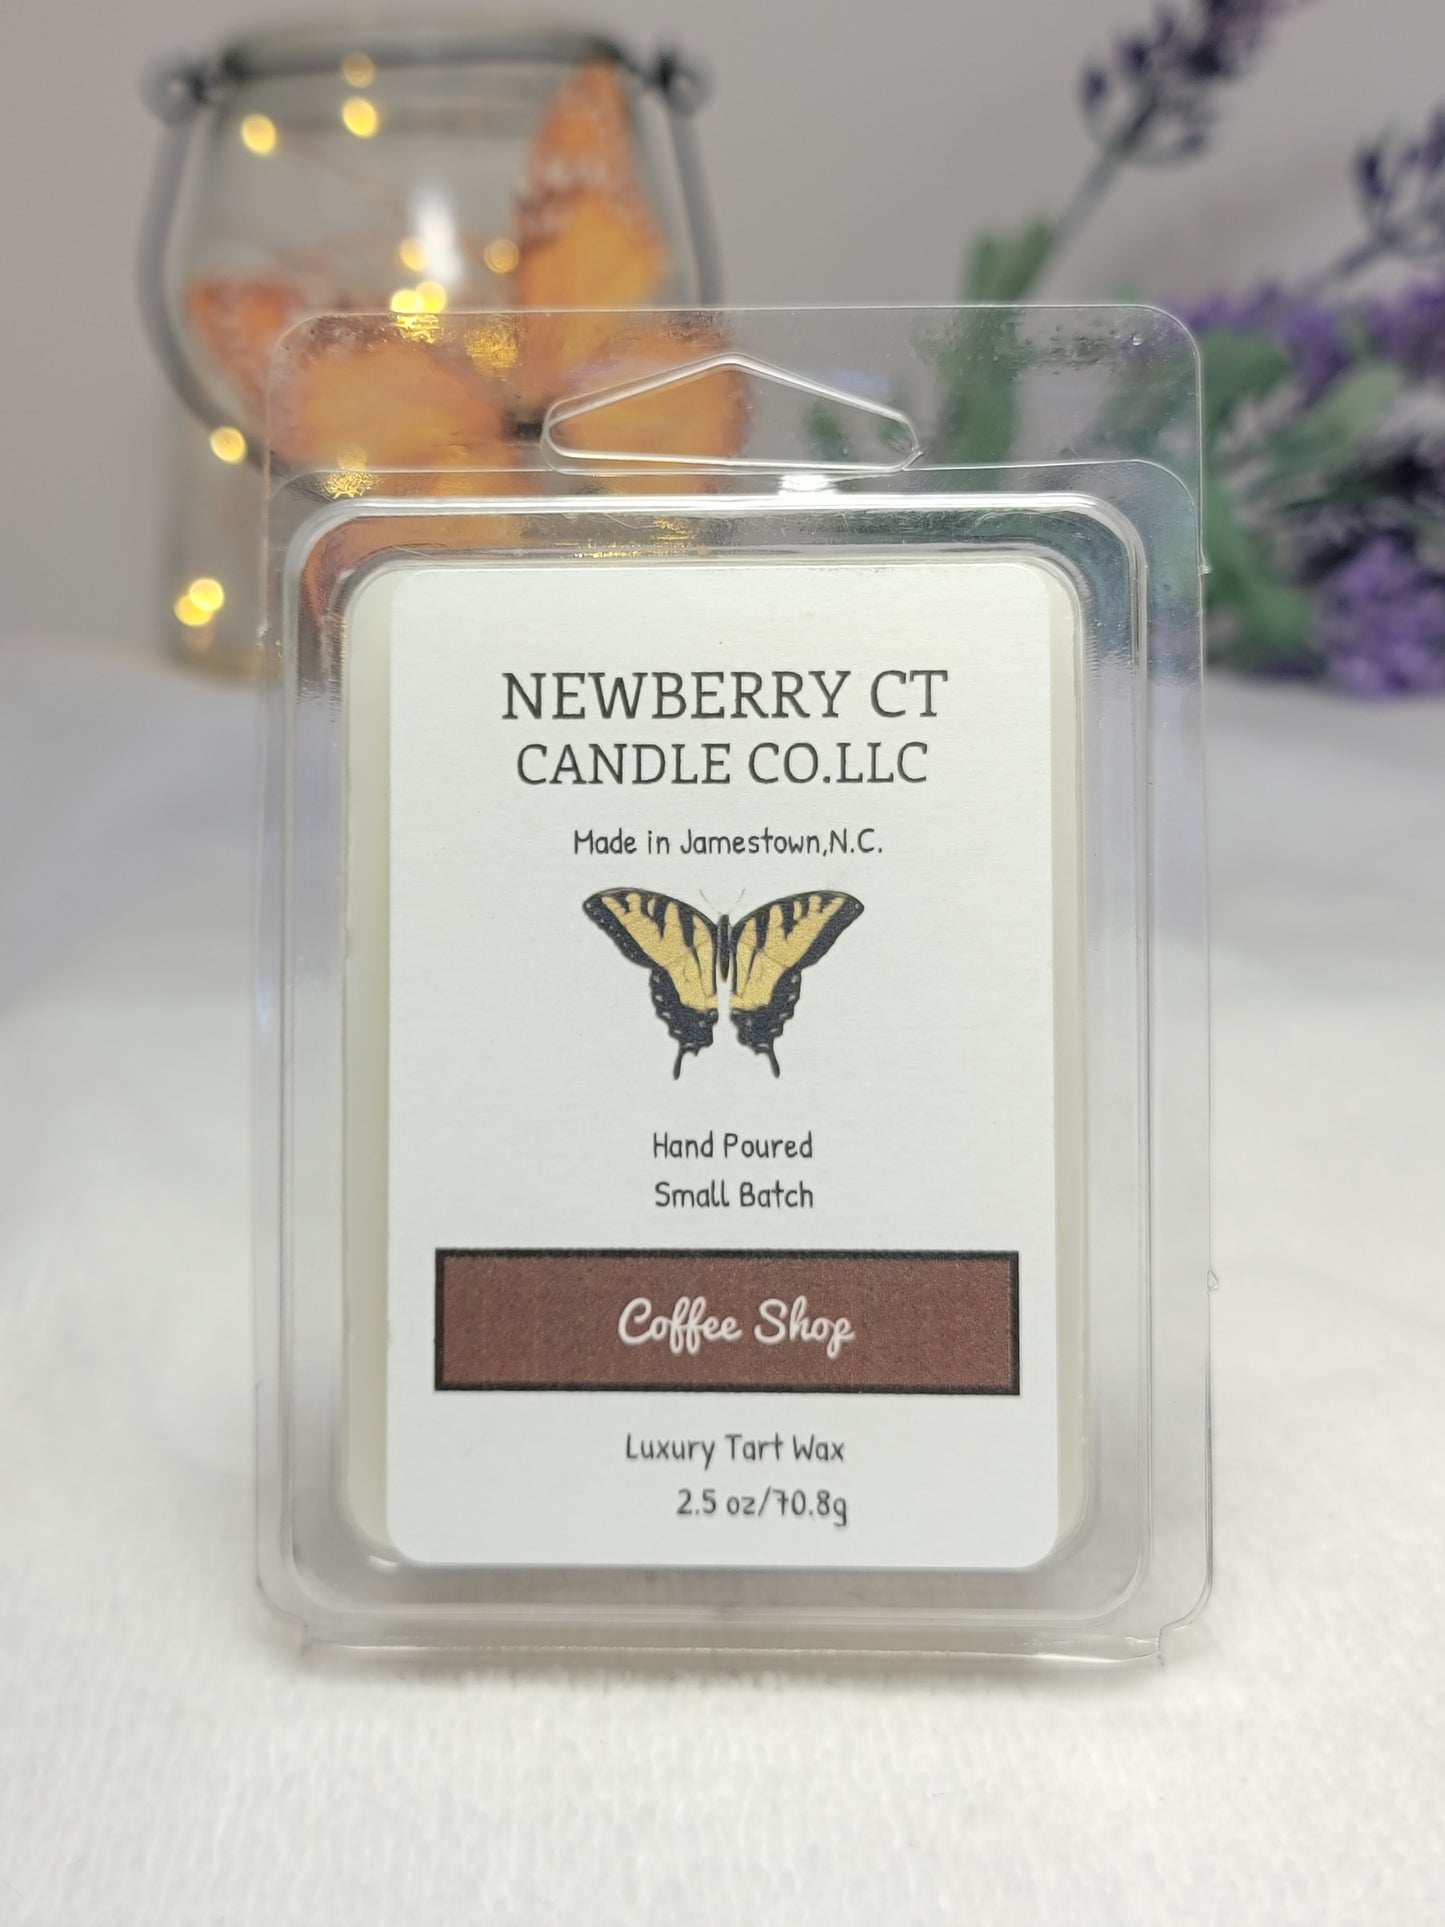 NEWBERRY CT
CANDLE CO.LLC
Made in Jamestown,N.C.
Hand Poured
Small Batch
Coffee Shop
Luxury Tart Wax
2.5 oz/70.8g